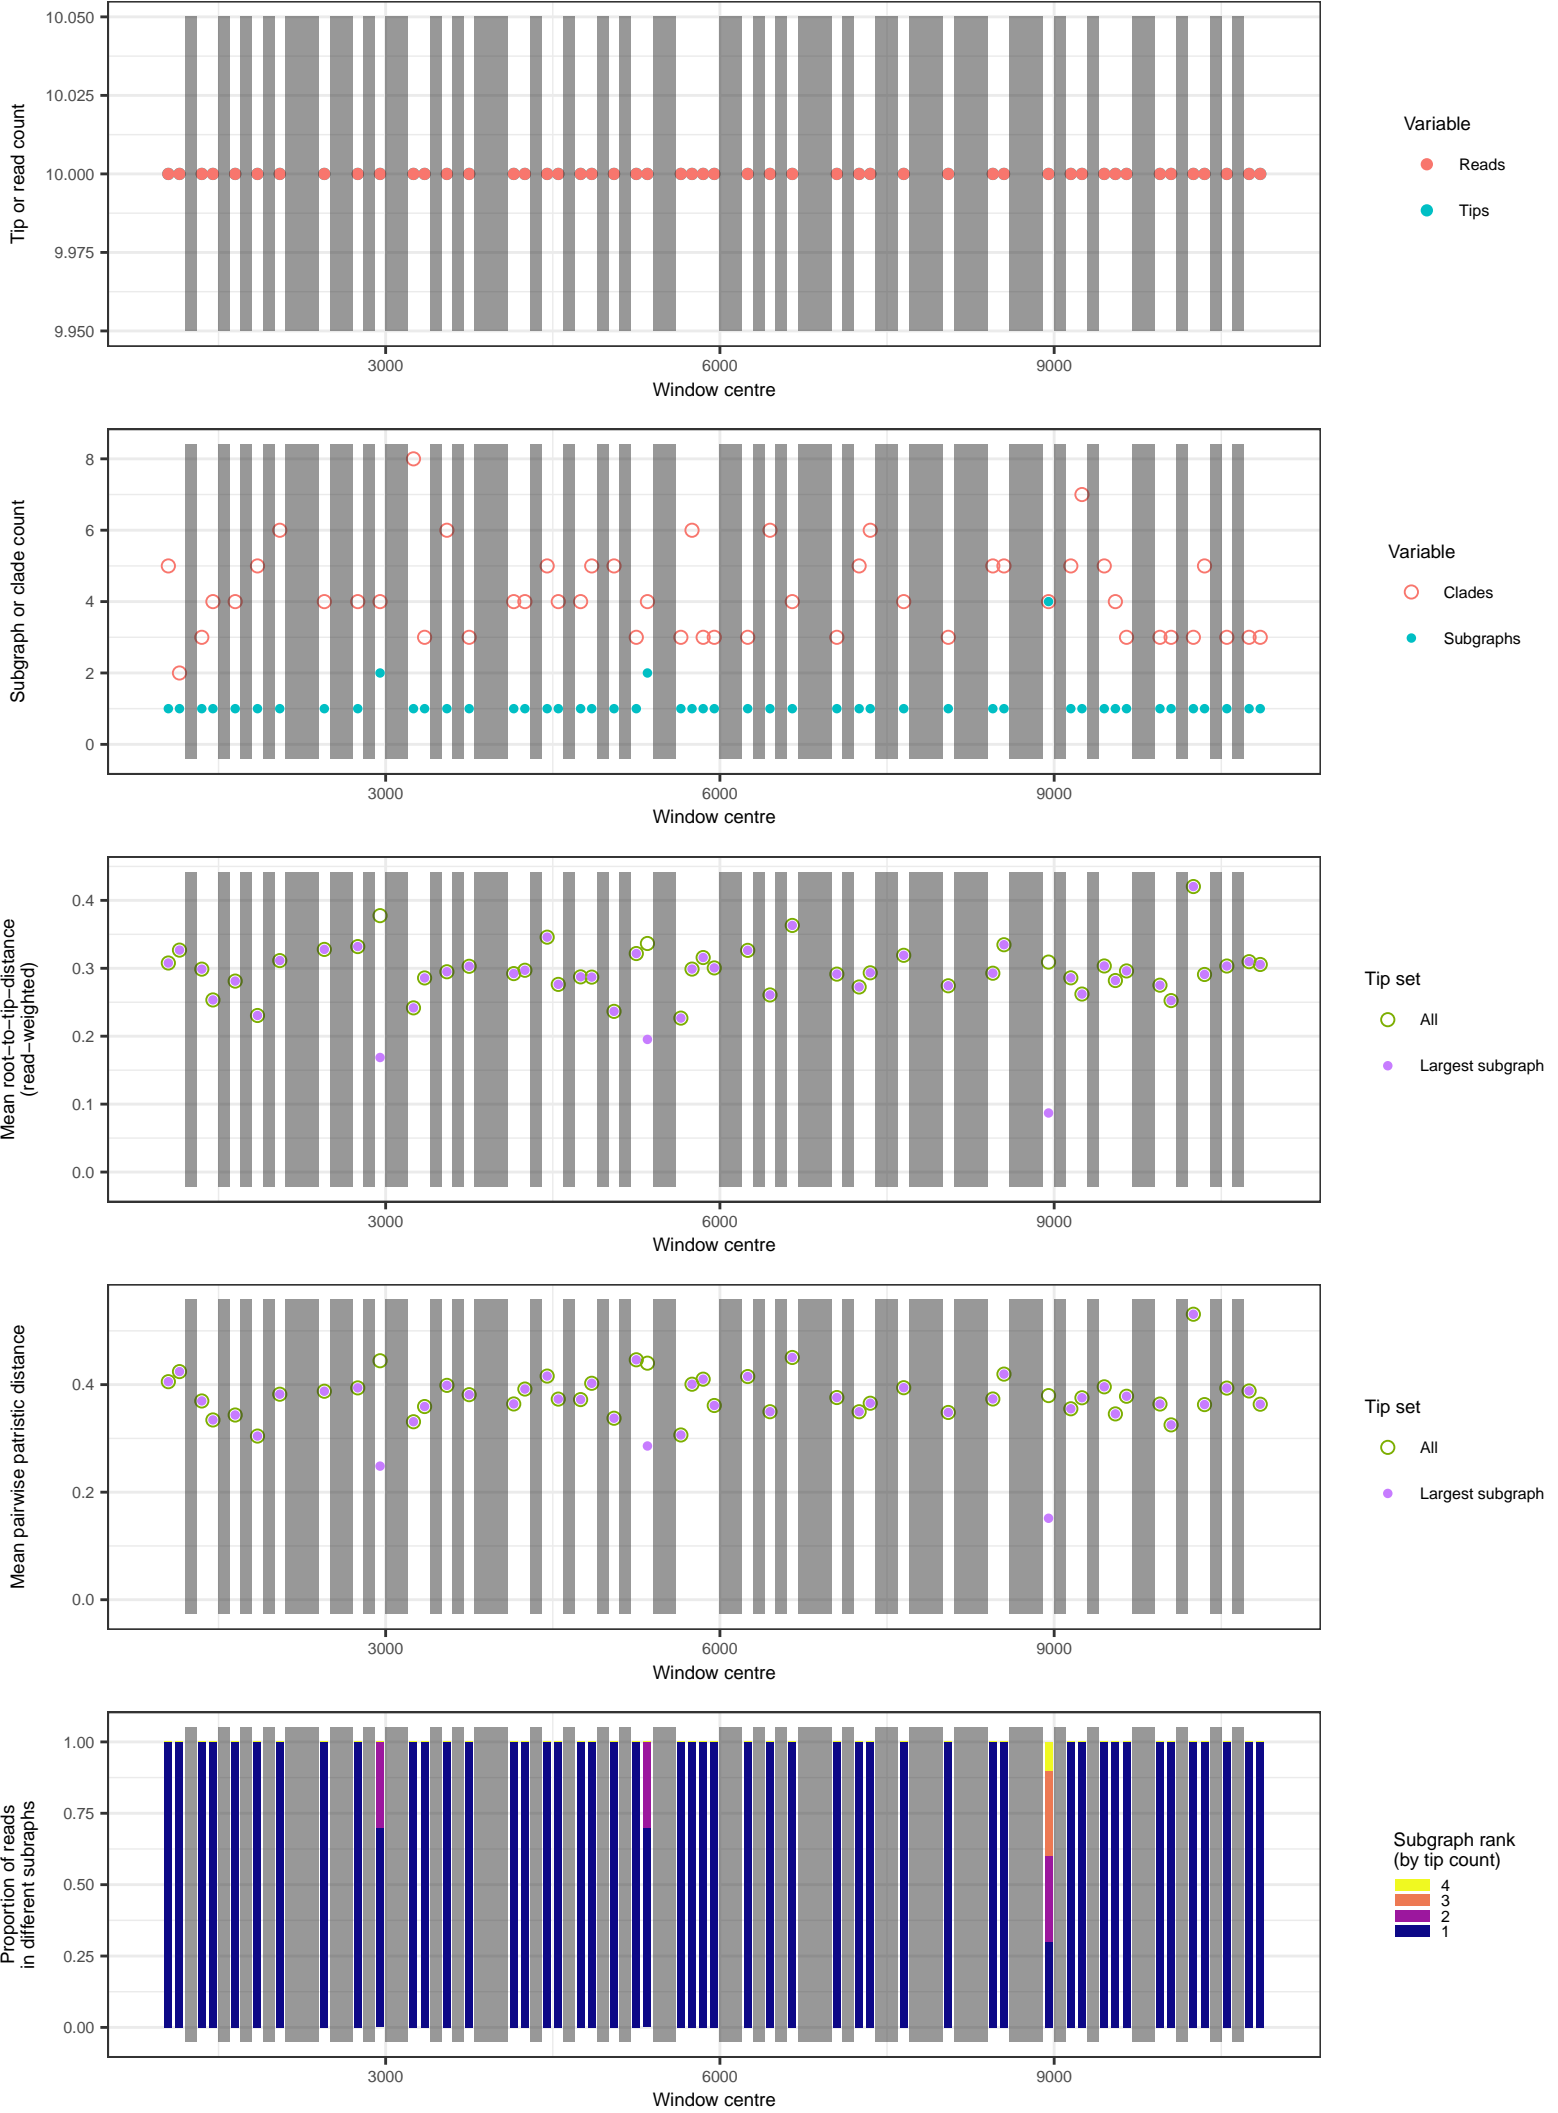 10.050
10.025
10.000
9.975
9.950
Tip or read count
3000
6000
9000
Window centre
Variable
Reads
Tips
8
6
4
2
0
Subgraph or clade count
3000
6000
9000
Window centre
Variable
Clades
Subgraphs
0.4
0.3
0.2
0.1
0.0
Mean root−to−tip−distance
(read−weighted)
3000
6000
9000
Window centre
Tip set
All
Largest subgraph
0.4
0.2
0.0
Mean pairwise patristic distance
3000
6000
9000
Window centre
Tip set
All
Largest subgraph
1.00
0.75
0.50
0.25
0.00
Proportion of reads
in different subraphs
3000
6000
9000
Window centre
Subgraph rank
(by tip count)
4
3
2
1